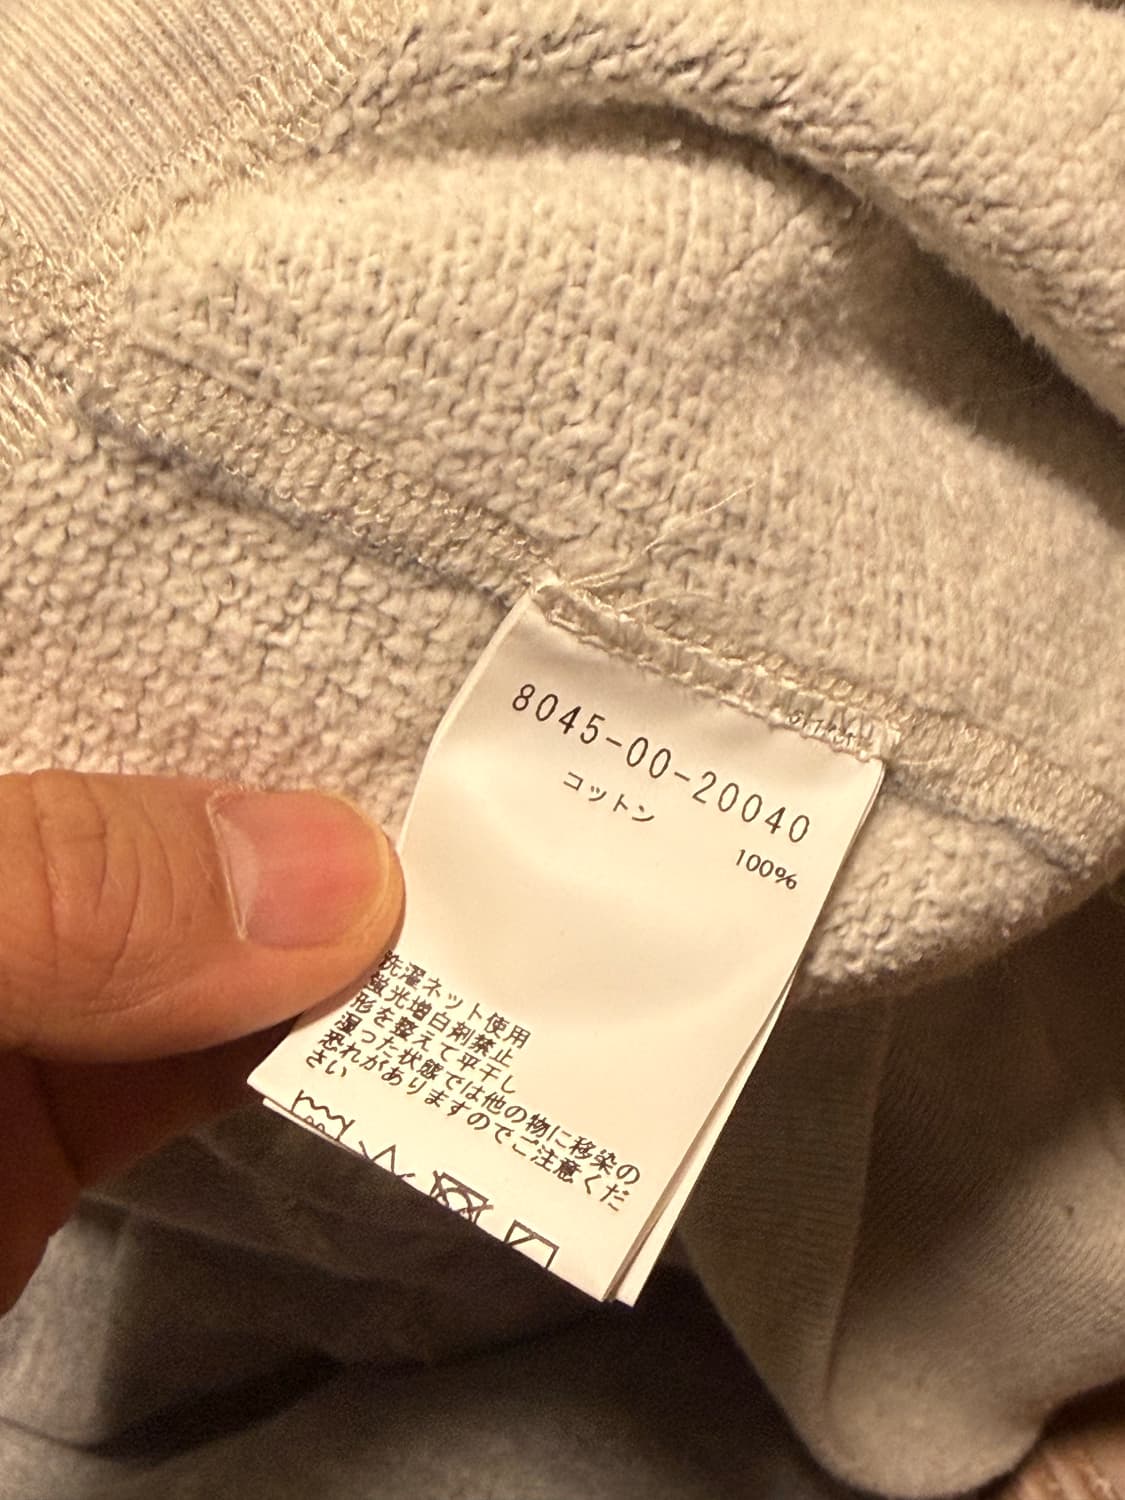 8045-00-20040
コットン 100%
洗濯ネット使用
蛍光増白剤禁止
形を整えて平干し
湿った状態では他の物に移染の
恐れがありますのでご注意くだ
さい